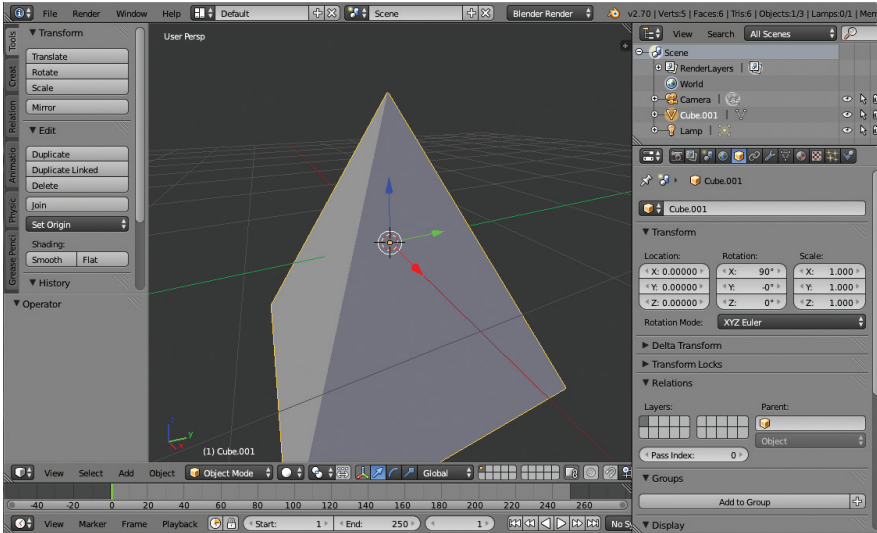 File Render Window Help Default Scene Blender Render v2.70 | Verts:5 | Faces:6 | Tris:6 | Objects:1/3 | Lamps:0/1 | Mem
Tools
Creat
Relation
Animatio
Physic
Grease Penci
Transform
Translate
Rotate
Scale
Mirror
Edit
Duplicate
Duplicate Linked
Delete
Join
Set Origin
Shading:
Smooth Flat
History
Operator
User Persp
z
y
x
(1) Cube.001
View Select Add Object Object Mode Global
-40 -20 0 20 40 60 80 100 120 140 160 180 200 220 240 260
View Marker Frame Playback Start: 1 End: 250 1 No Sy
View Search All Scenes
Scene
RenderLayers |
World
Camera |
Cube.001 |
Lamp |
Cube.001
Cube.001
Transform
Location: Rotation: Scale:
X: 0.00000 X: 90° X: 1.000
Y: 0.00000 Y: -0° Y: 1.000
Z: 0.00000 Z: 0° Z: 1.000
Rotation Mode: XYZ Euler
Delta Transform
Transform Locks
Relations
Layers: Parent:
Object
Pass Index: 0
Groups
Add to Group
Display